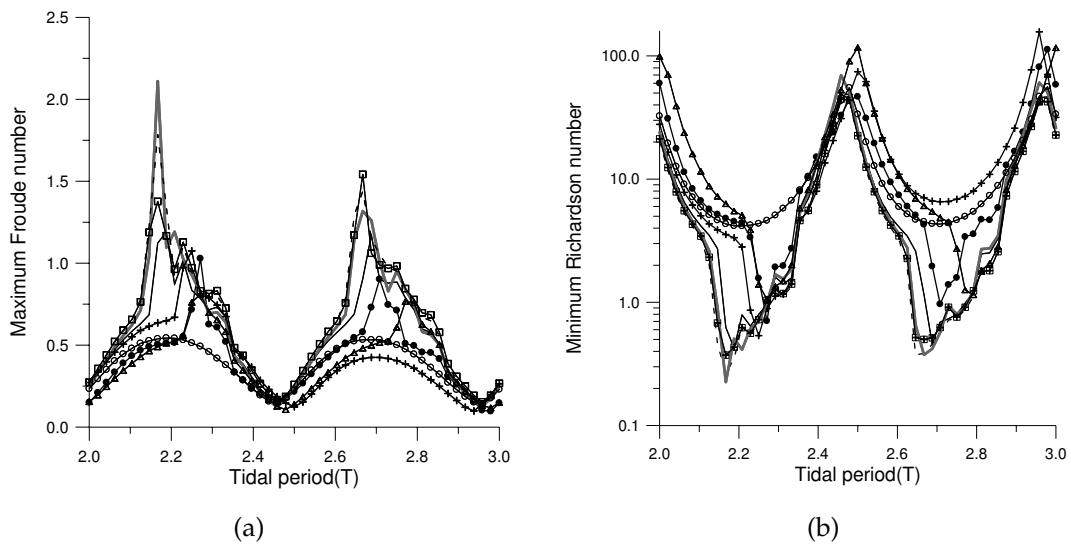 2.5
2.0
1.5
1.0
0.5
0.0
Maximum Froude number
2.0 2.2 2.4 2.6 2.8 3.0
Tidal period(T)
(a)
100.0
10.0
1.0
0.1
Minimum Richardson number
2.0 2.2 2.4 2.6 2.8 3.0
Tidal period(T)
(b)